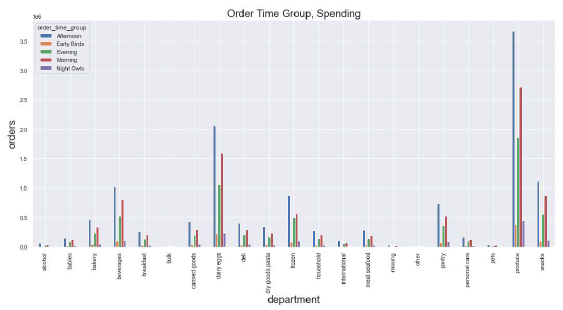 Order Time Group, Spending
1e6
order_time_group
Afternoon
Early Birds
Evening
Morning
Night Owls
orders
3.5
3.0
2.5
2.0
1.5
1.0
0.5
0.0
alcohol
babies
bakery
beverages
breakfast
bulk
canned goods
dairy eggs
deli
dry goods pasta
frozen
household
international
meat seafood
missing
other
pantry
personal care
pets
produce
snacks
department